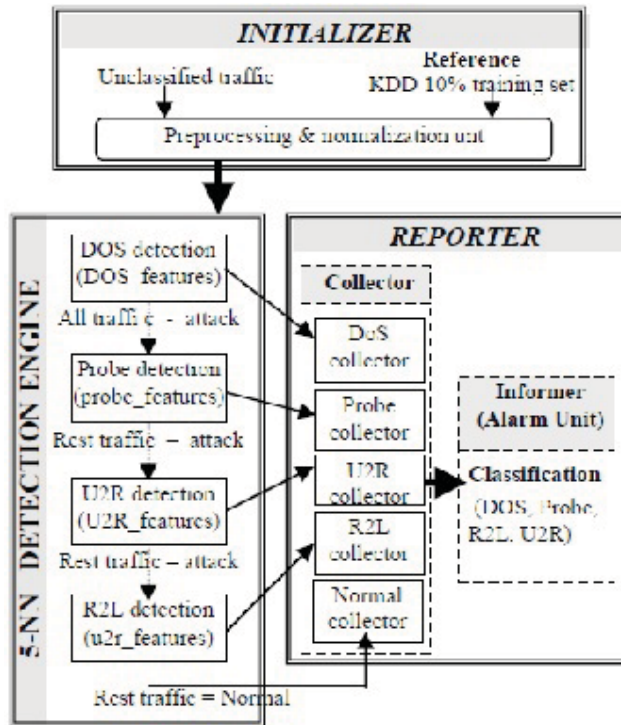 INITIALIZER
Unclassified traffic
Reference
KDD 10% training set
Preprocessing & normalization unit
5-NN DETECTION ENGINE
DOS detection
(DOS_features)
All traffic - attack
Probe detection
(probe_features)
Rest traffic - attack
U2R detection
(U2R_features)
Rest traffic - attack
R2L detection
(u2r_features)
Rest traffic = Normal
REPORTER
Collector
DoS
collector
Probe
collector
U2R
collector
R2L
collector
Normal
collector
Informer
(Alarm Unit)
Classification
(DOS, Probe,
R2L, U2R)